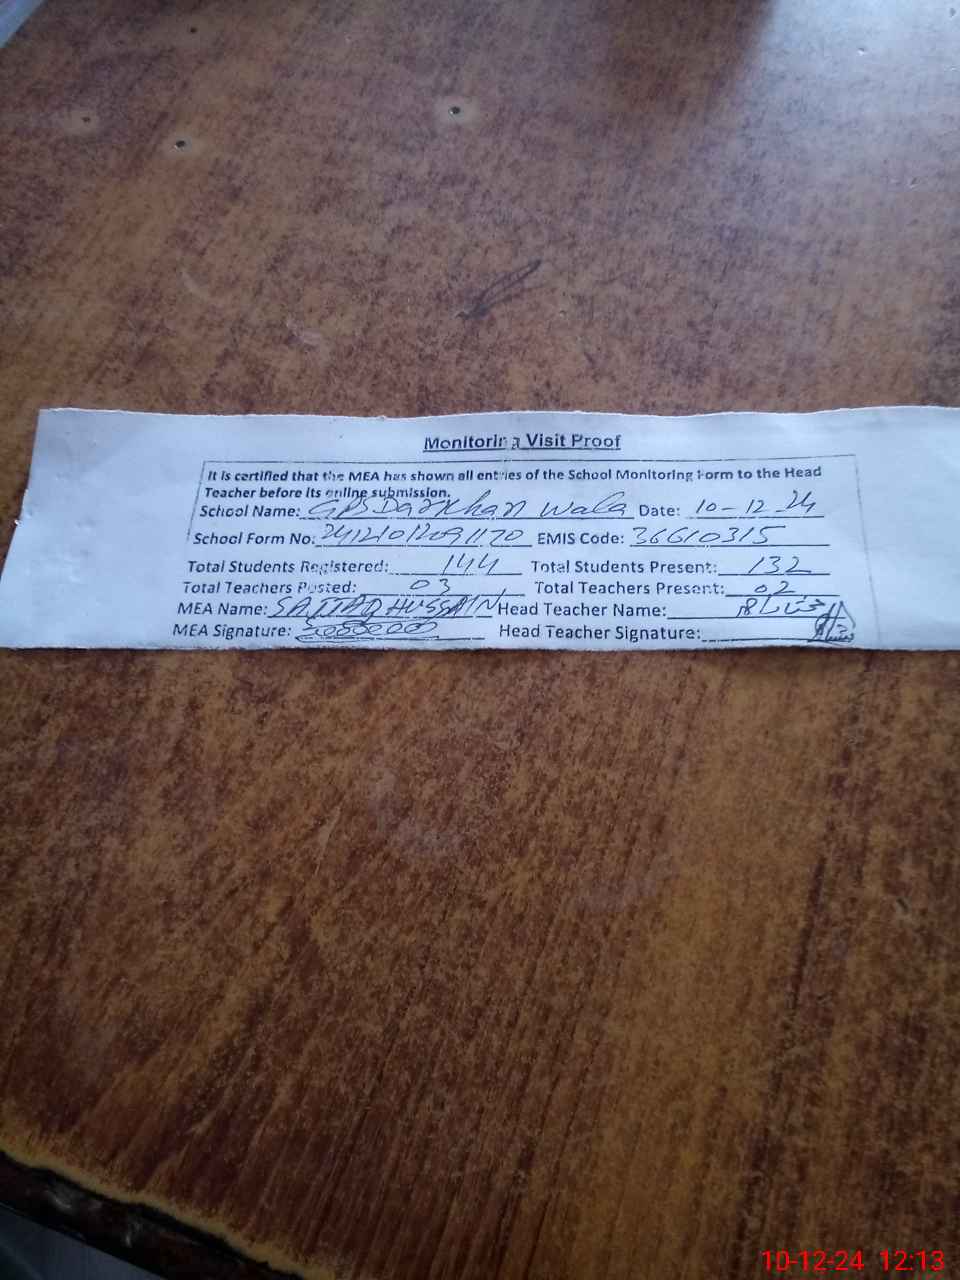 Monitoring Visit Proof
It is certified that the MEA has shown all entries of the School Monitoring Form to the Head
Teacher before its online submission.
School Name: GPS Darkhan wala Date: 10-12-24
School Form No: EMIS Code: 36610315
Total Students Registered: 144 Total Students Present: 132
Total Teachers Posted: 03 Total Teachers Present: 02
MEA Name: SAJJAD HUSSAIN Head Teacher Name:
MEA Signature: Head Teacher Signature:
10-12-24 12:13